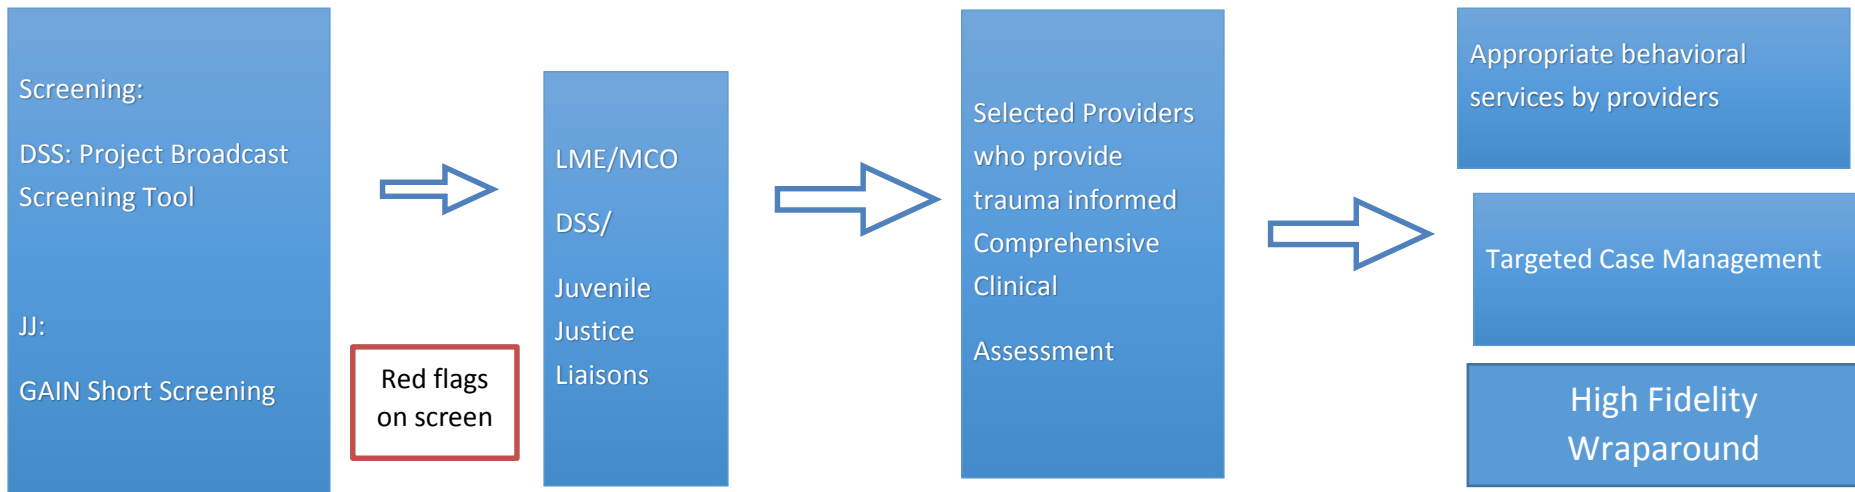 Screening:
DSS: Project Broadcast
Screening Tool
JJ:
GAIN Short Screening
Red flags
on screen
LME/MCO
DSS/
Juvenile
Justice
Liaisons
Selected Providers
who provide
trauma informed
Comprehensive
Clinical
Assessment
Appropriate behavioral
services by providers
Targeted Case Management
High Fidelity
Wraparound